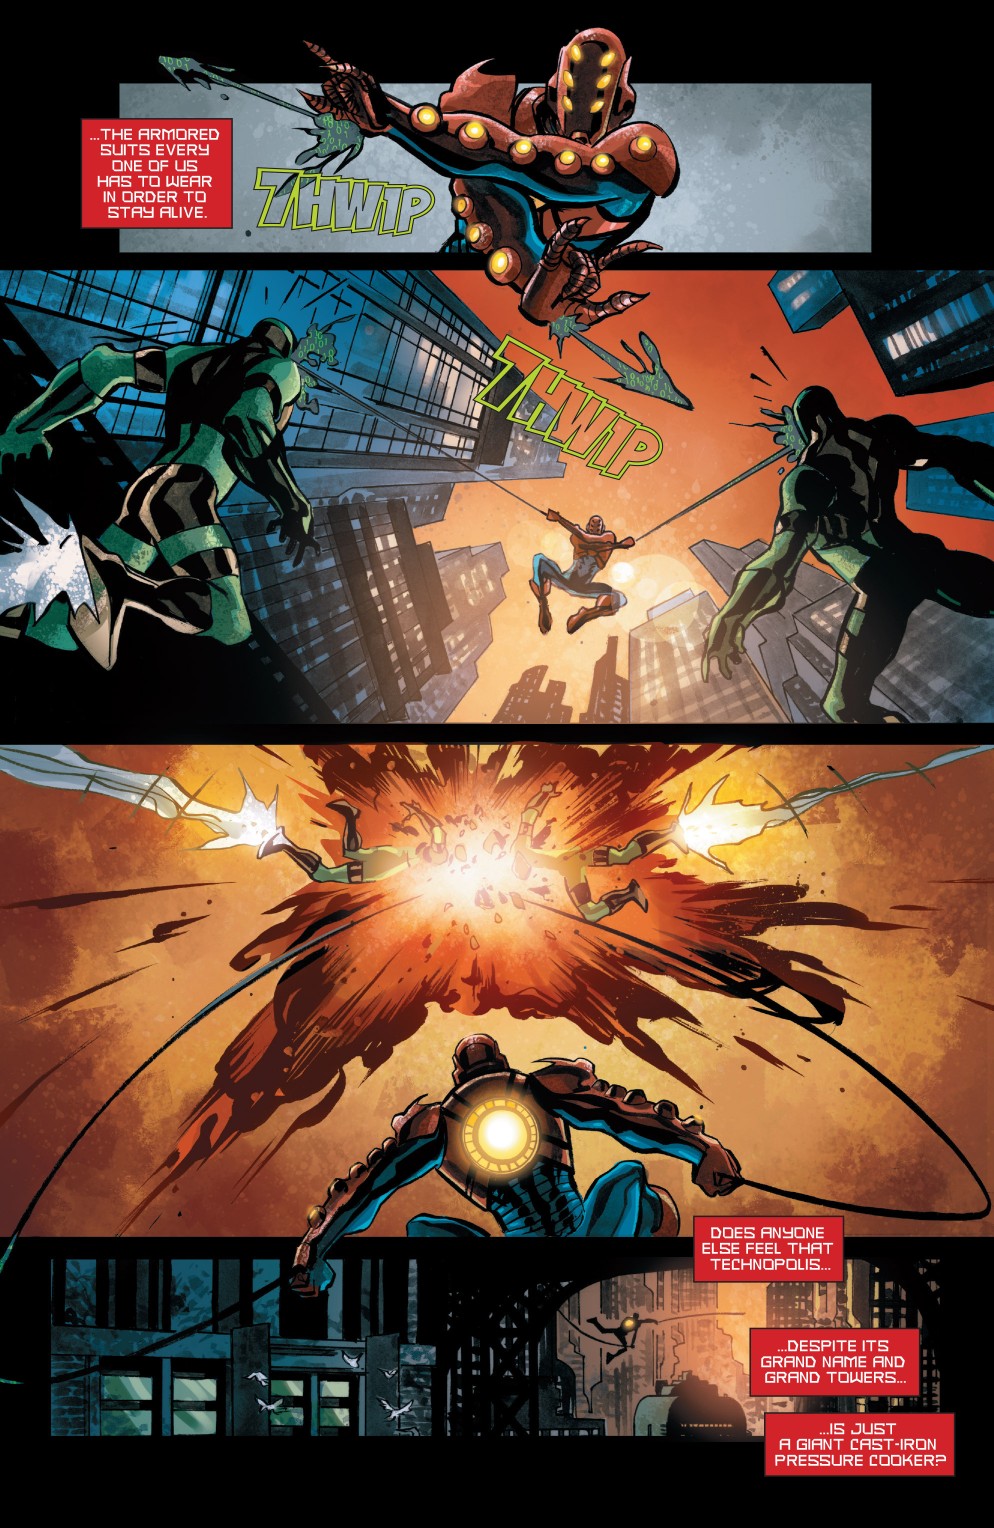 ...THE ARMORED
SUITS EVERY
ONE OF US
HAS TO WEAR
IN ORDER TO
STAY ALIVE.
THWIP
THWIP
DOES ANYONE
ELSE FEEL THAT
TECHNOPOLIS...
...DESPITE ITS
GRAND NAME AND
GRAND TOWERS...
...IS JUST
A GIANT CAST-IRON
PRESSURE COOKER?